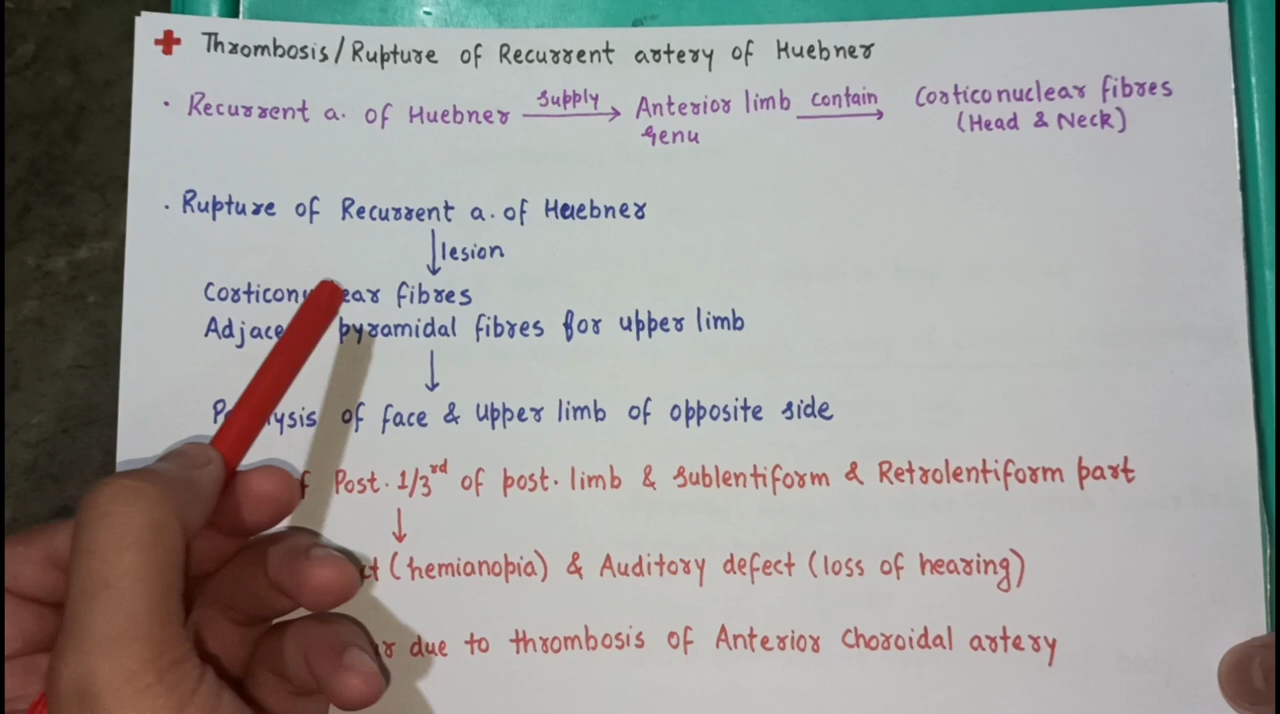 + Thrombosis/Rupture of Recurrent artery of Huebner
. Recurrent a. of Huebner supply → Anterior limb contain → Corticonuclear fibres
Genu (Head & Neck)
. Rupture of Recurrent a. of Huebner
↓ lesion
fibres
pyramidal fibres for upper limb
↓
of face & upper limb of opposite side
Post. 1/3rd of post. limb & Sublentiform & Retrolentiform part
↓
(hemianopia) & Auditory defect (loss of hearing)
due to thrombosis of Anterior Choroidal artery